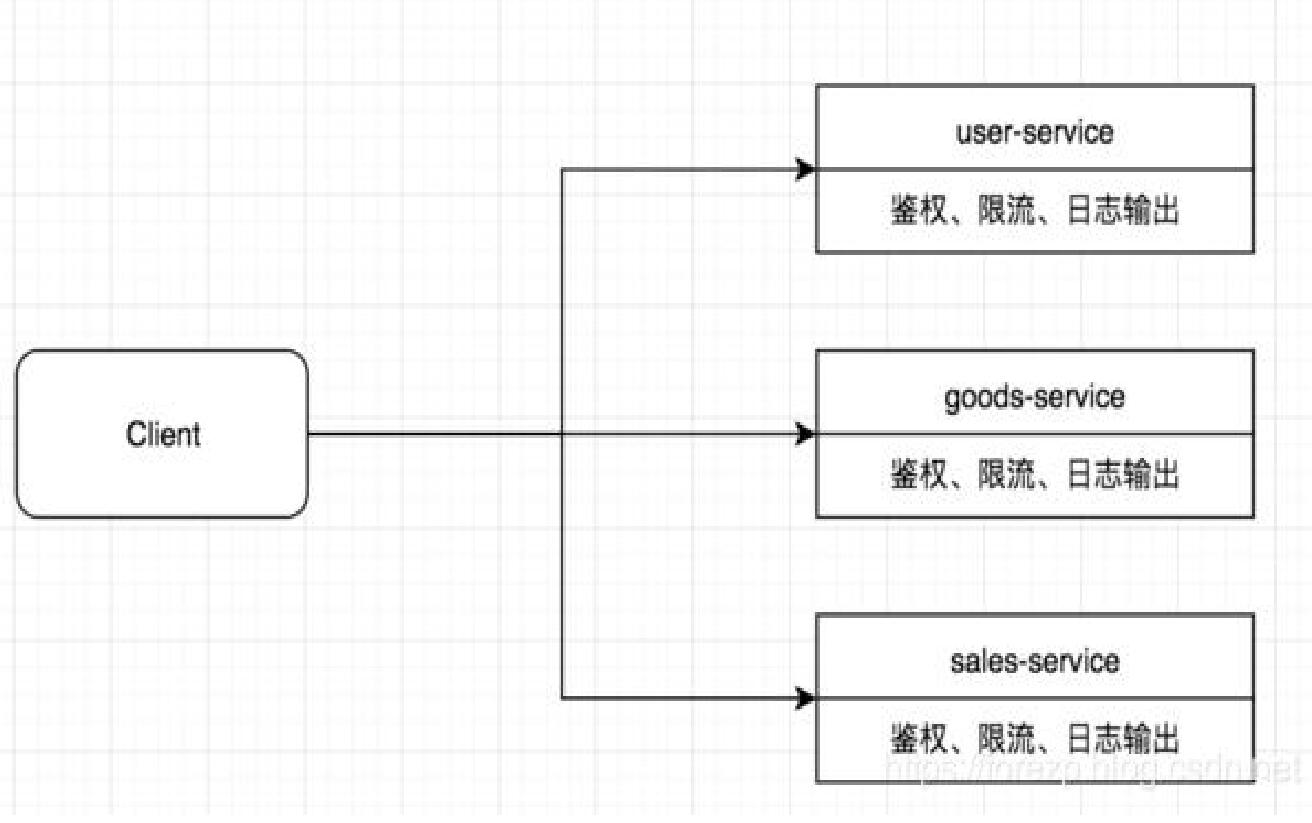 user-service
鉴权、限流、日志输出
Client
goods-service
鉴权、限流、日志输出
sales-service
鉴权、限流、日志输出
https://forezp.blog.csdn.net